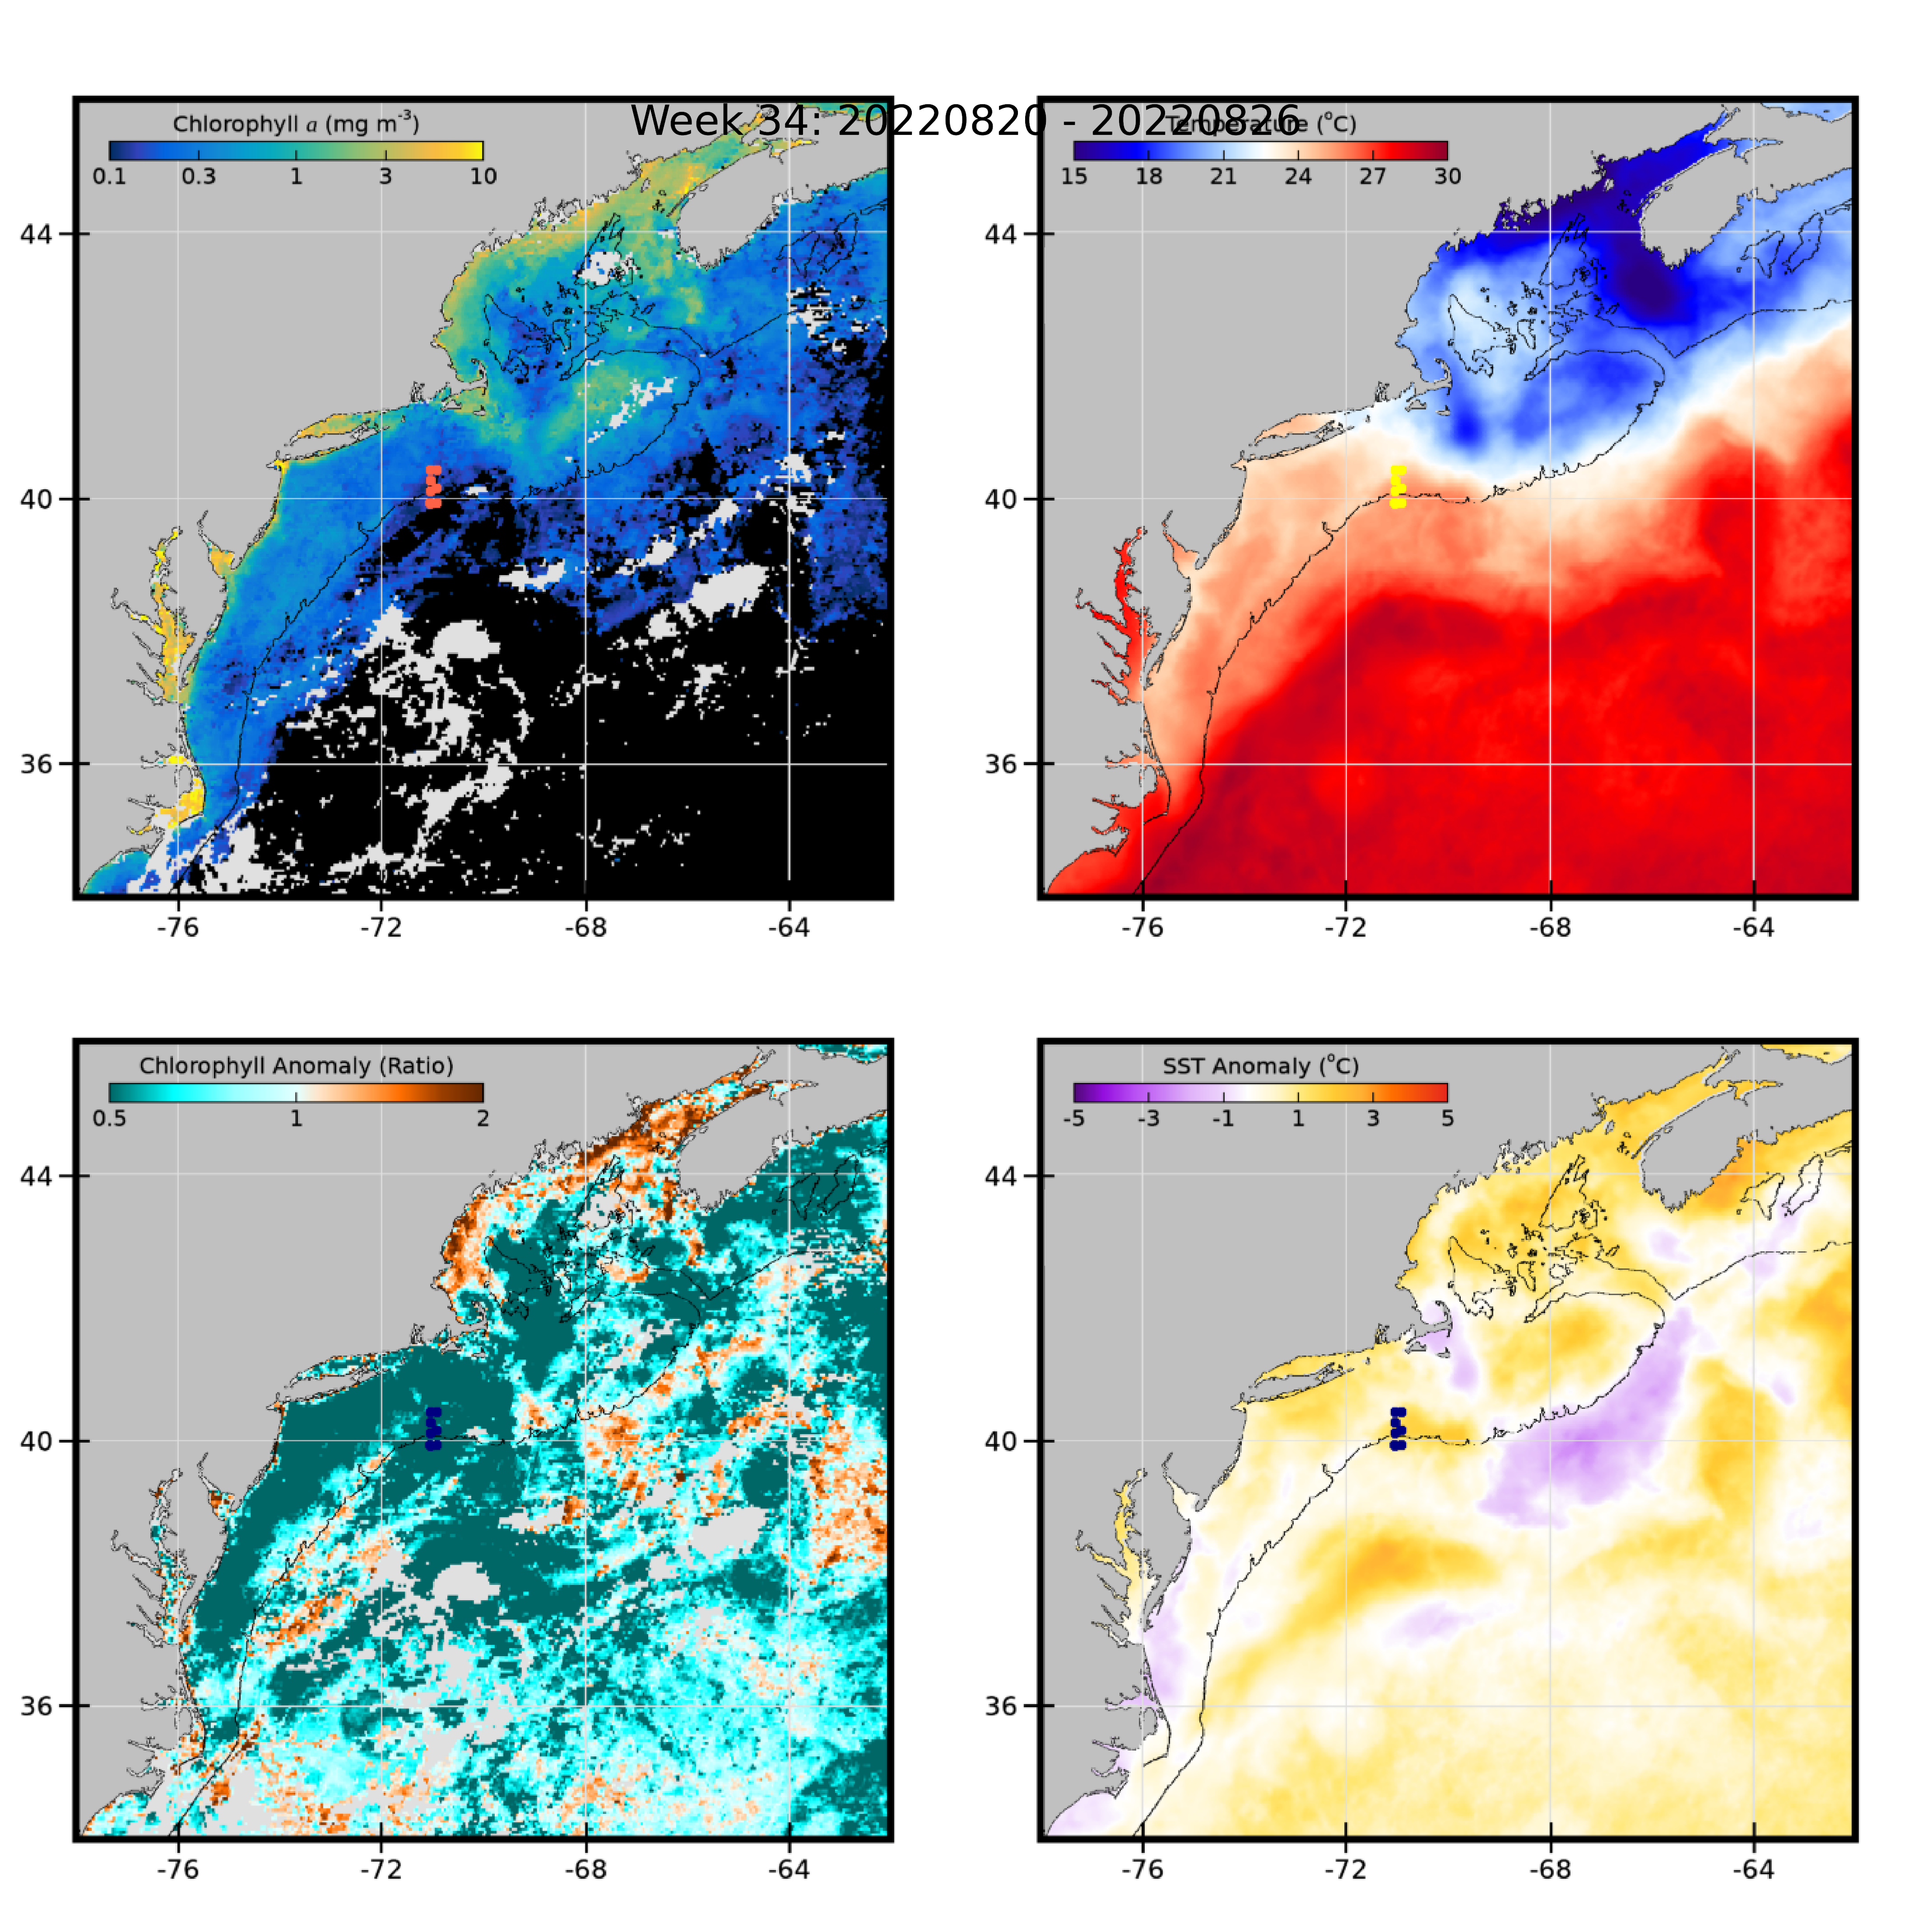 Week 34: 20220820 - 20220826
Chlorophyll a (mg m-3)
0.1 0.3 1 3 10
44
40
36
-76 -72 -68 -64
Temperature (°C)
15 18 21 24 27 30
44
40
36
-76 -72 -68 -64
Chlorophyll Anomaly (Ratio)
0.5 1 2
44
40
36
-76 -72 -68 -64
SST Anomaly (°C)
-5 -3 -1 1 3 5
44
40
36
-76 -72 -68 -64